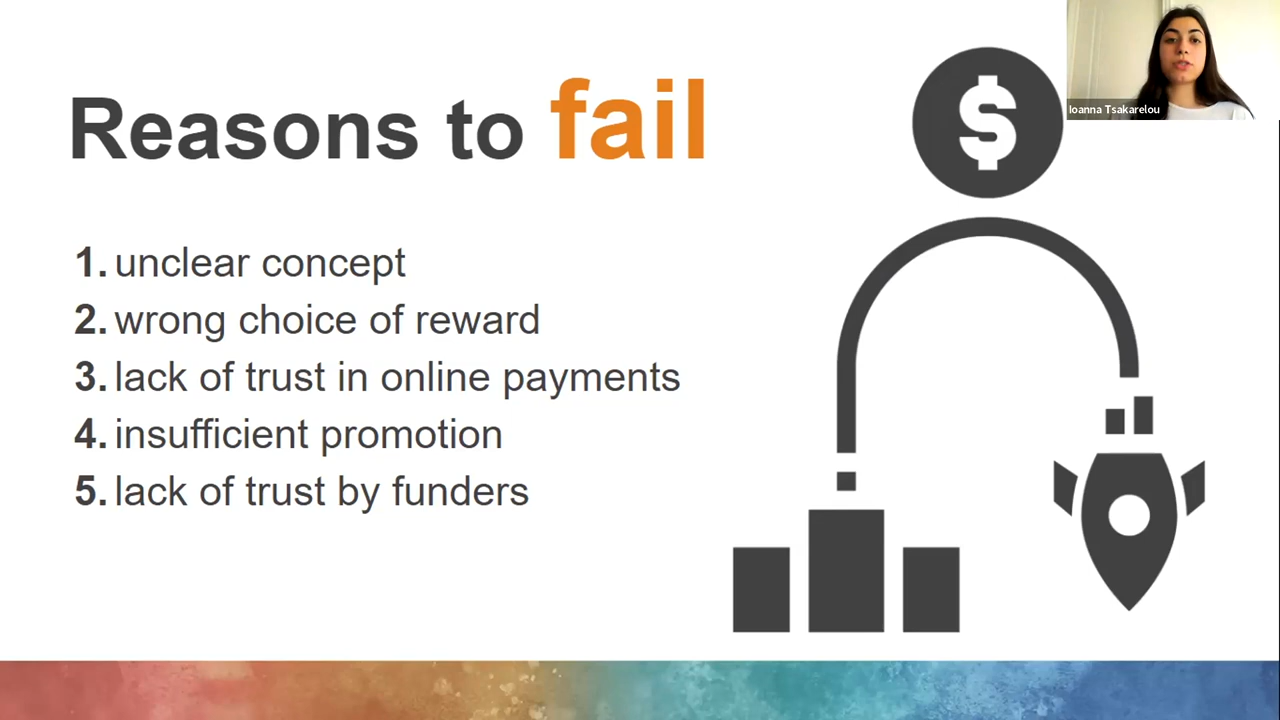 Reasons to fail
1. unclear concept
2. wrong choice of reward
3. lack of trust in online payments
4. insufficient promotion
5. lack of trust by funders
$
Ioanna Tsakarelou